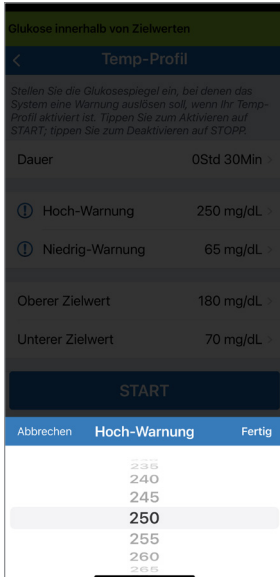 Glukose innerhalb von Zielwerten
Temp-Profil
Stellen Sie die Glukosespiegel ein, bei denen das
System eine Warnung auslösen soll, wenn Ihr Temp-
Profil aktiviert ist. Tippen Sie zum Aktivieren auf
START; tippen Sie zum Deaktivieren auf STOPP.
Dauer 0Std 30Min
Hoch-Warnung 250 mg/dL
Niedrig-Warnung 65 mg/dL
Oberer Zielwert 180 mg/dL
Unterer Zielwert 70 mg/dL
START
Abbrechen Hoch-Warnung Fertig
235
240
245
250
255
260
265